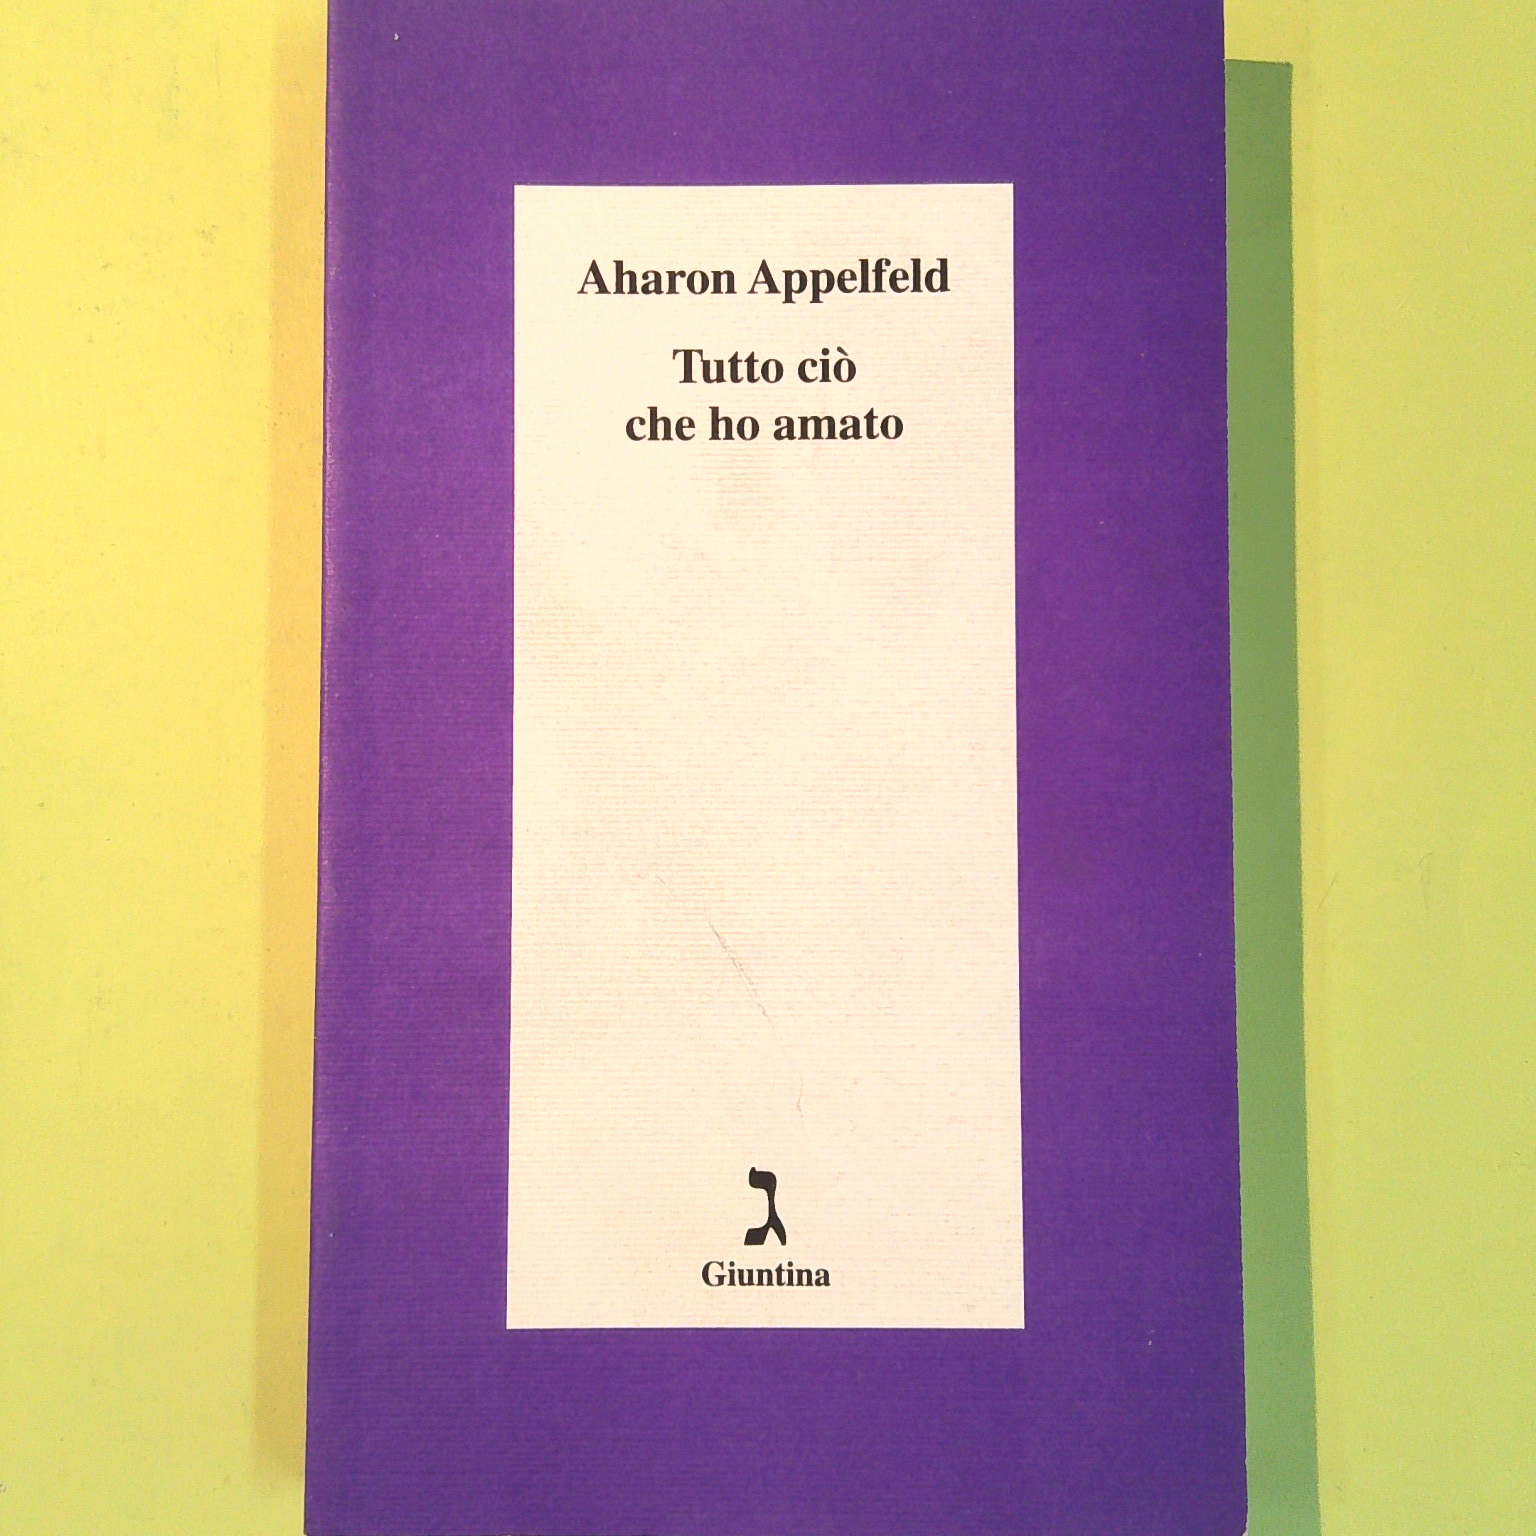 Aharon Appelfeld
Tutto ciò
che ho amato
ג
Giuntina